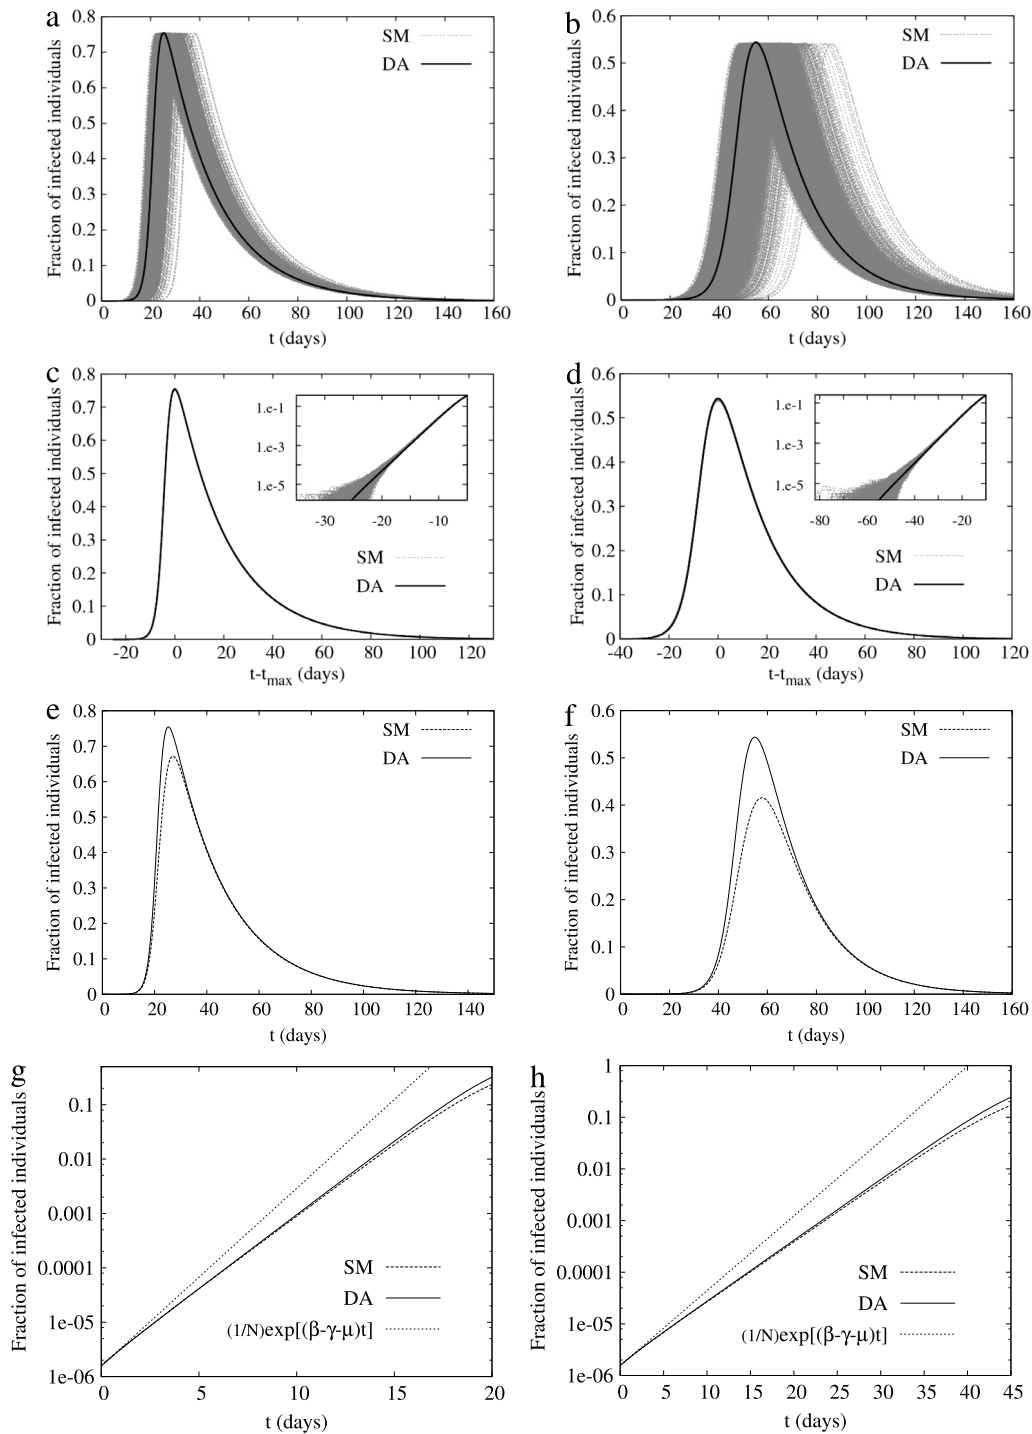 a
0.8
0.7
0.6
0.5
0.4
0.3
0.2
0.1
0
Fraction of infected individuals
SM
DA
0 20 40 60 80 100 120 140 160
t (days)
b
0.6
0.5
0.4
0.3
0.2
0.1
0
Fraction of infected individuals
SM
DA
0 20 40 60 80 100 120 140 160
t (days)
c
0.8
0.7
0.6
0.5
0.4
0.3
0.2
0.1
0
Fraction of infected individuals
1.e-1
1.e-3
1.e-5
-30 -20 -10
SM
DA
-20 0 20 40 60 80 100 120
t-tmax (days)
d
0.6
0.5
0.4
0.3
0.2
0.1
0
Fraction of infected individuals
1.e-1
1.e-3
1.e-5
-80 -60 -40 -20
SM
DA
-40 -20 0 20 40 60 80 100 120
t-tmax (days)
e
0.8
0.7
0.6
0.5
0.4
0.3
0.2
0.1
0
Fraction of infected individuals
SM
DA
0 20 40 60 80 100 120 140
t (days)
f
0.6
0.5
0.4
0.3
0.2
0.1
0
Fraction of infected individuals
SM
DA
0 20 40 60 80 100 120 140 160
t (days)
g
0.1
0.01
0.001
0.0001
1e-05
1e-06
Fraction of infected individuals
SM
DA
(1/N)exp[(β-γ-μ)t]
0 5 10 15 20
t (days)
h
1
0.1
0.01
0.001
0.0001
1e-05
1e-06
Fraction of infected individuals
SM
DA
(1/N)exp[(β-γ-μ)t]
0 5 10 15 20 25 30 35 40 45
t (days)